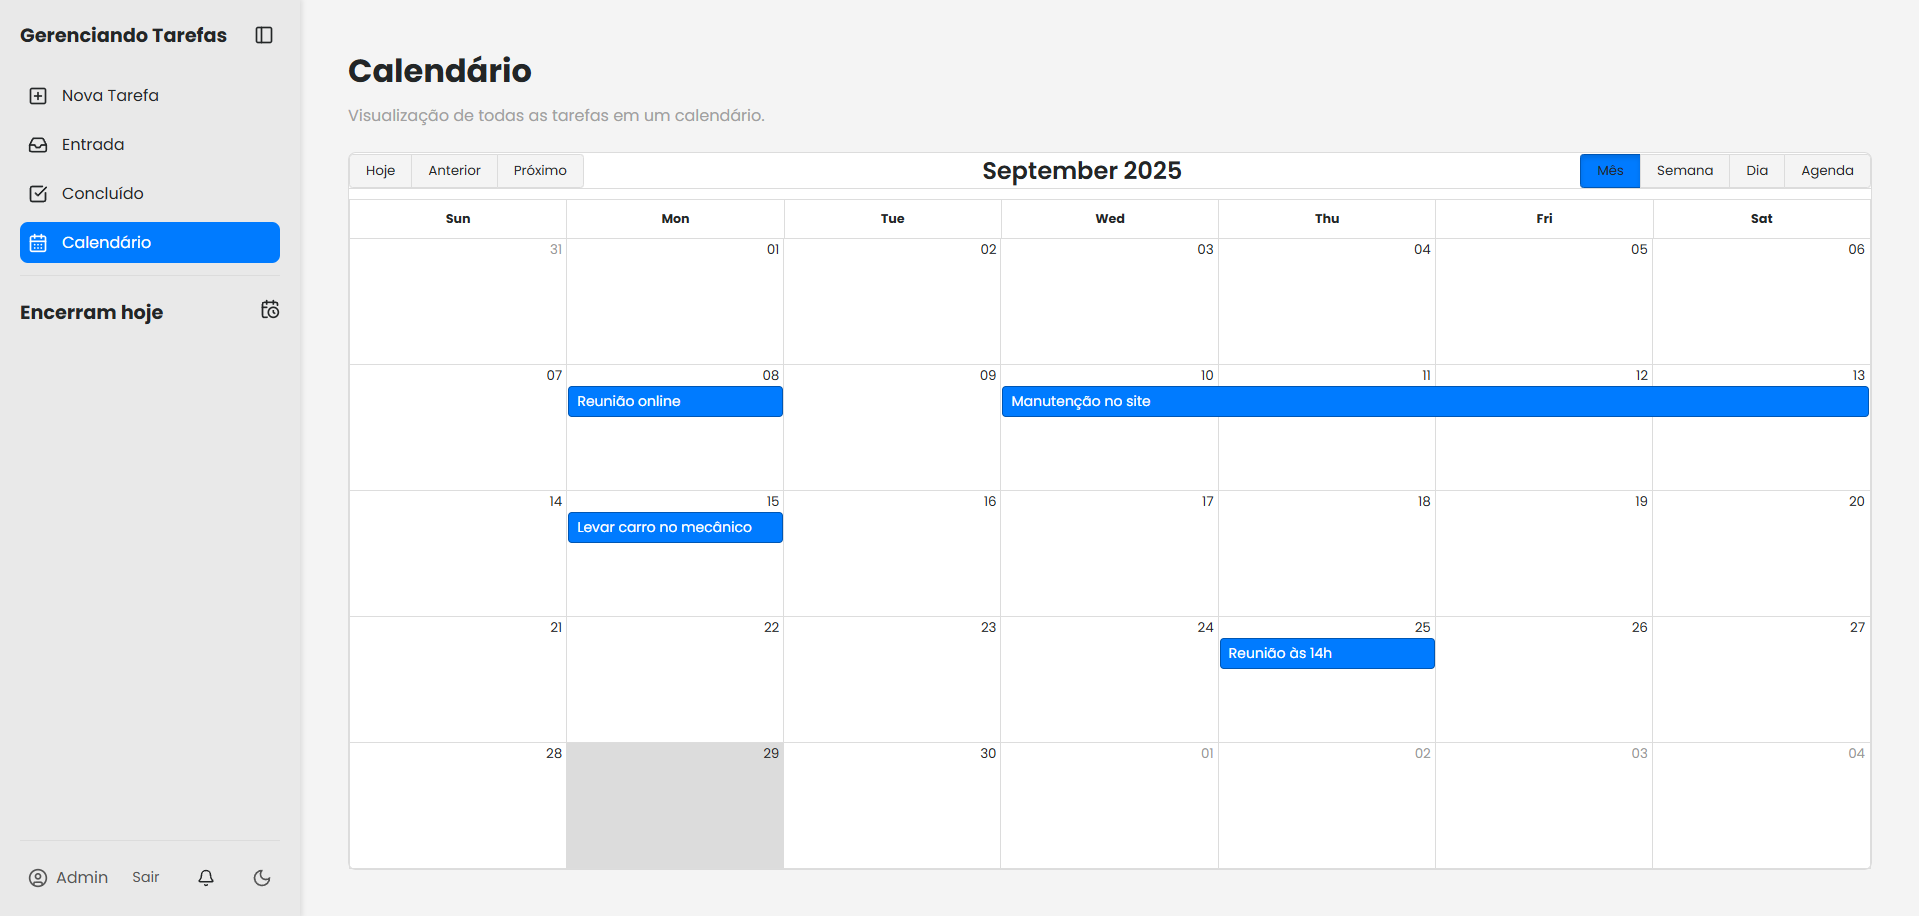 Gerenciando Tarefas
Nova Tarefa
Entrada
Concluído
Calendário
Encerram hoje
Admin Sair
Calendário
Visualização de todas as tarefas em um calendário.
Hoje Anterior Próximo September 2025 Mês Semana Dia Agenda
Sun Mon Tue Wed Thu Fri Sat
31 01 02 03 04 05 06
07 08 09 10 11 12 13
Reunião online Manutenção no site
14 15 16 17 18 19 20
Levar carro no mecânico
21 22 23 24 25 26 27
Reunião às 14h
28 29 30 01 02 03 04